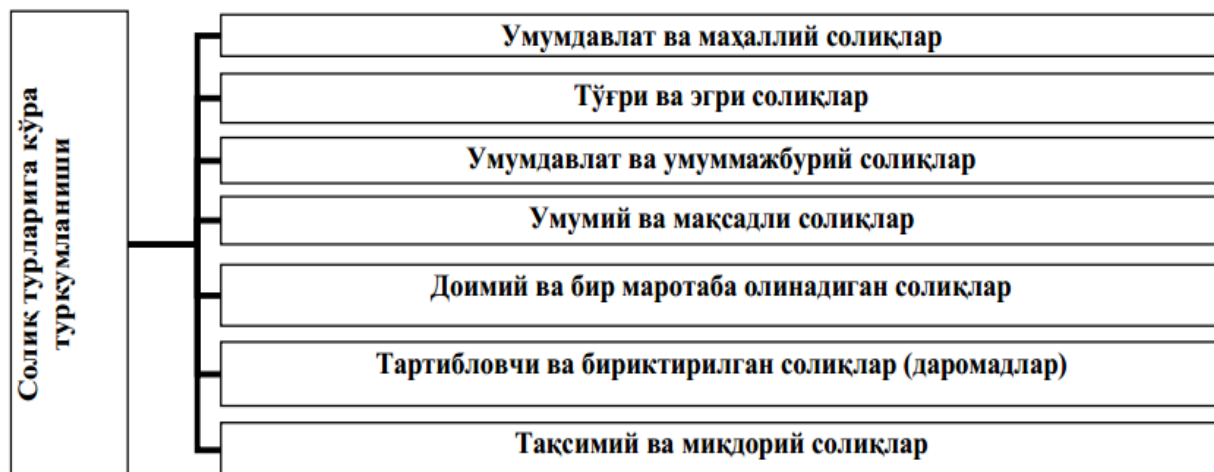 Солиқ турларига кўра
туркумланиши
Умумдавлат ва маҳаллий солиқлар
Тўғри ва эгри солиқлар
Умумдавлат ва умуммажбурий солиқлар
Умумий ва мақсадли солиқлар
Доимий ва бир маротаба олинадиган солиқлар
Тартибловчи ва бириктирилган солиқлар (даромадлар)
Тақсимий ва миқдорий солиқлар